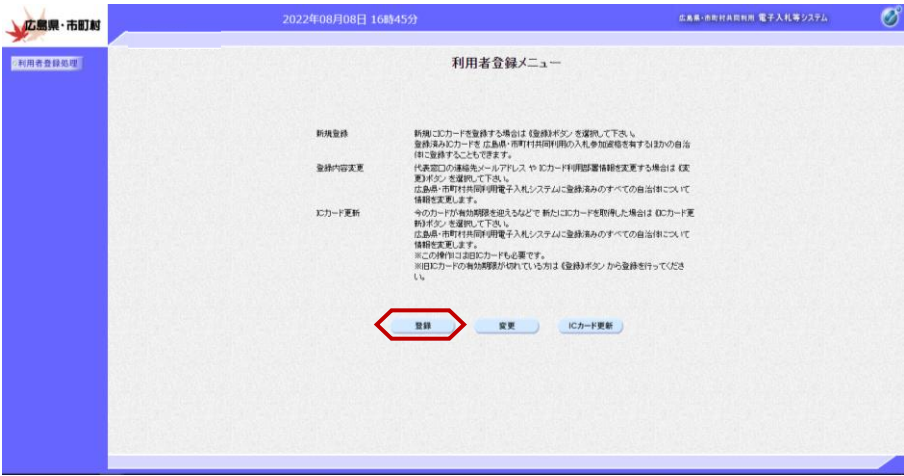 広島県・市町村
2022年08月08日 16時45分
広島県・市町村共同利用 電子入札等システム
利用者登録処理
利用者登録メニュー
新規登録
新規にICカードを登録する場合は《登録》ボタン を選択して下さい。
登録済みICカードを 広島県・市町村共同利用の入札参加資格を有するほかの自治
体に登録することもできます。
登録内容変更
代表窓口の連絡先メールアドレス や ICカード利用部署情報を変更する場合は《変
更》ボタン を選択して下さい。
広島県・市町村共同利用電子入札システムに登録済みのすべての自治体について
情報を変更します。
ICカード更新
今のカードが有効期限を迎えるなどで 新たにICカードを取得した場合は《ICカード更
新》ボタン を選択して下さい。
広島県・市町村共同利用電子入札システムに登録済みのすべての自治体について
情報を変更します。
※この操作には旧ICカードも必要です。
※旧ICカードの有効期限が切れている方は《登録》ボタン から登録を行ってくださ
い。
登録
変更
ICカード更新